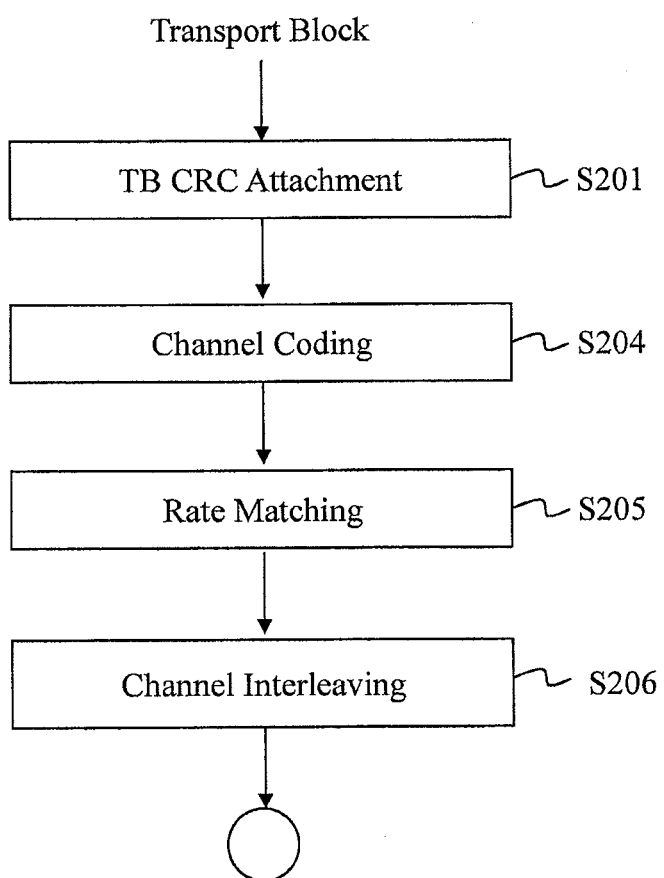 Transport Block
TB CRC Attachment
S201
Channel Coding
S204
Rate Matching
S205
Channel Interleaving
S206